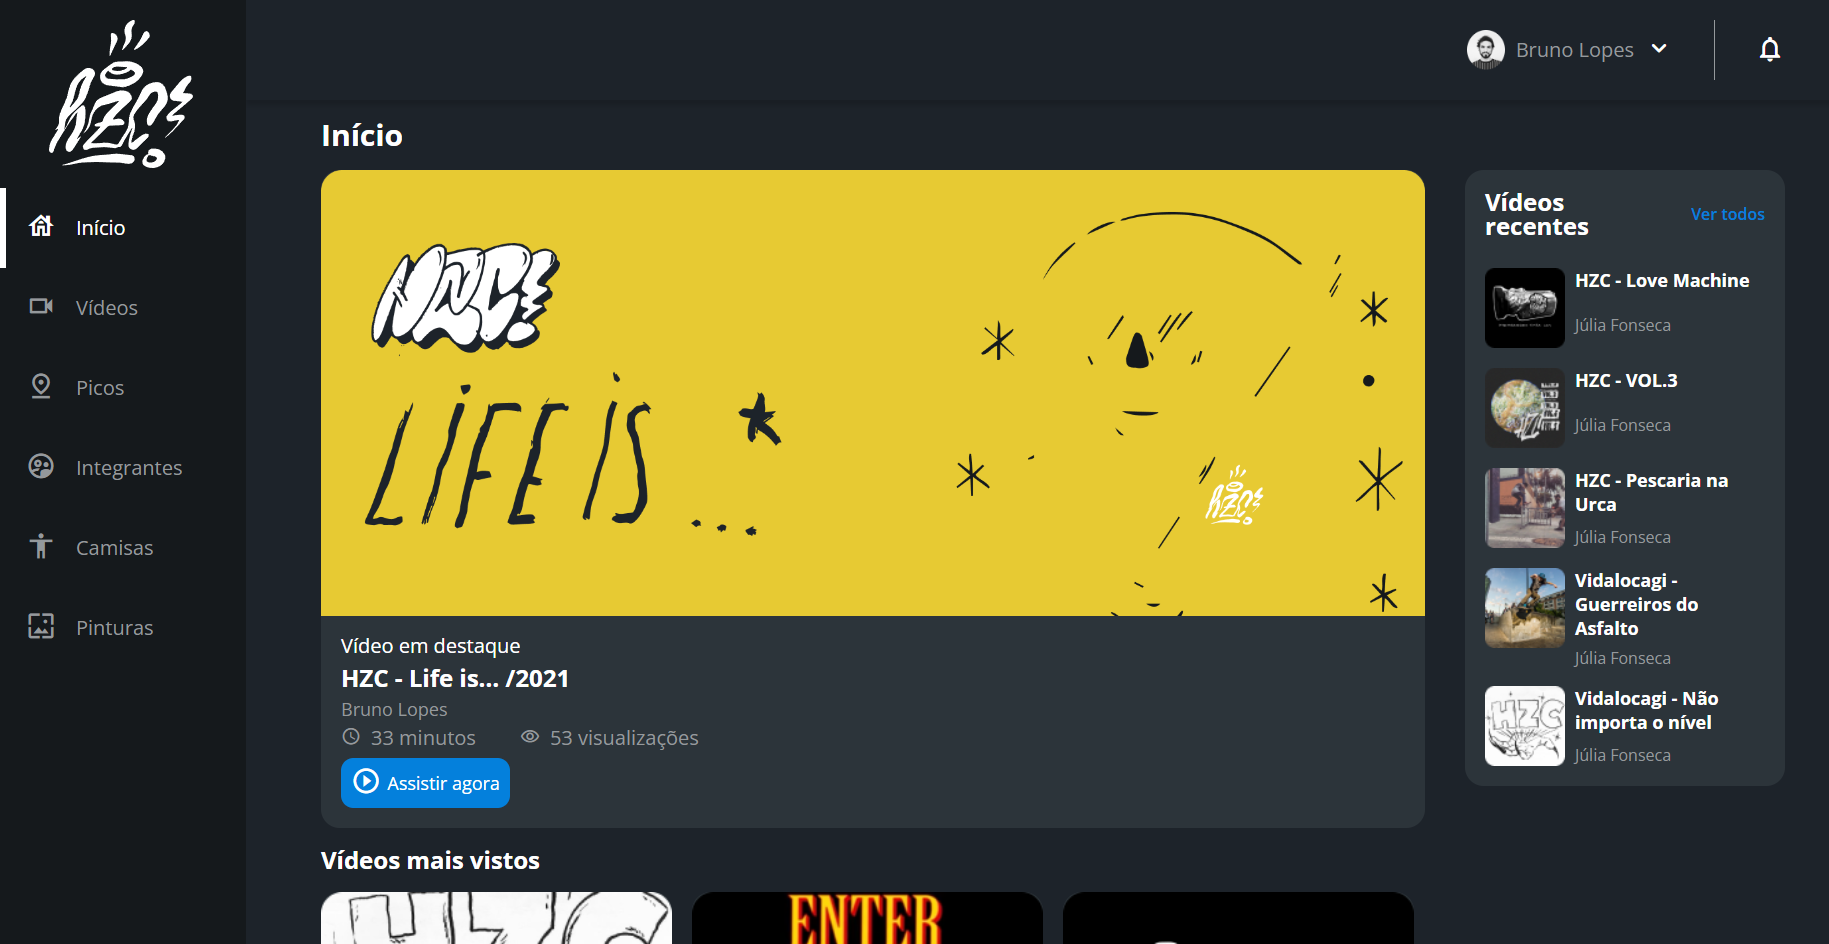 HZC!
Bruno Lopes
Início
Início
Vídeos
Picos
Integrantes
Camisas
Pinturas
HZC!
LIFE IS ...
HZC!
Vídeo em destaque
HZC - Life is... /2021
Bruno Lopes
33 minutos
53 visualizações
Assistir agora
Vídeos
recentes
Ver todos
HZC - Love Machine
Júlia Fonseca
HZC - VOL.3
Júlia Fonseca
HZC - Pescaria na
Urca
Júlia Fonseca
Vidalocagi -
Guerreiros do
Asfalto
Júlia Fonseca
HZC
Vidalocagi - Não
importa o nível
Júlia Fonseca
Vídeos mais vistos
HZC
ENTER